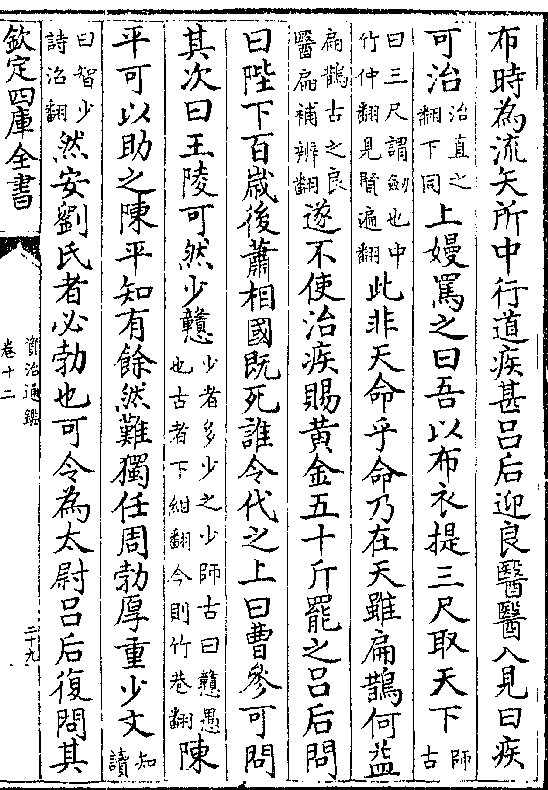 布時為流矢所中行道疾甚吕后迎良醫醫入見曰疾
可治治直之翻下同上嫚罵之曰吾以布衣提三尺取天下師古
曰三尺謂劔也中竹仲翻見賢遍翻此非天命乎命乃在天雖扁鵲何益
扁鵲古之良醫扁補辨翻遂不使治疾賜黄金五十斤罷之吕后問
曰陛下百歲後蕭相國既死誰令代之上曰曹參可問
其次曰王陵可然少戇少者多少之少師古曰戇愚也古者下紺翻今則竹巷翻陳
平可以助之陳平知有餘然難獨任周勃厚重少文知讀
曰智少詩沼翻然安劉氏者必勃也可令為太尉吕后復問其
欽定四庫全書
資治通鑑
卷十二
二十九